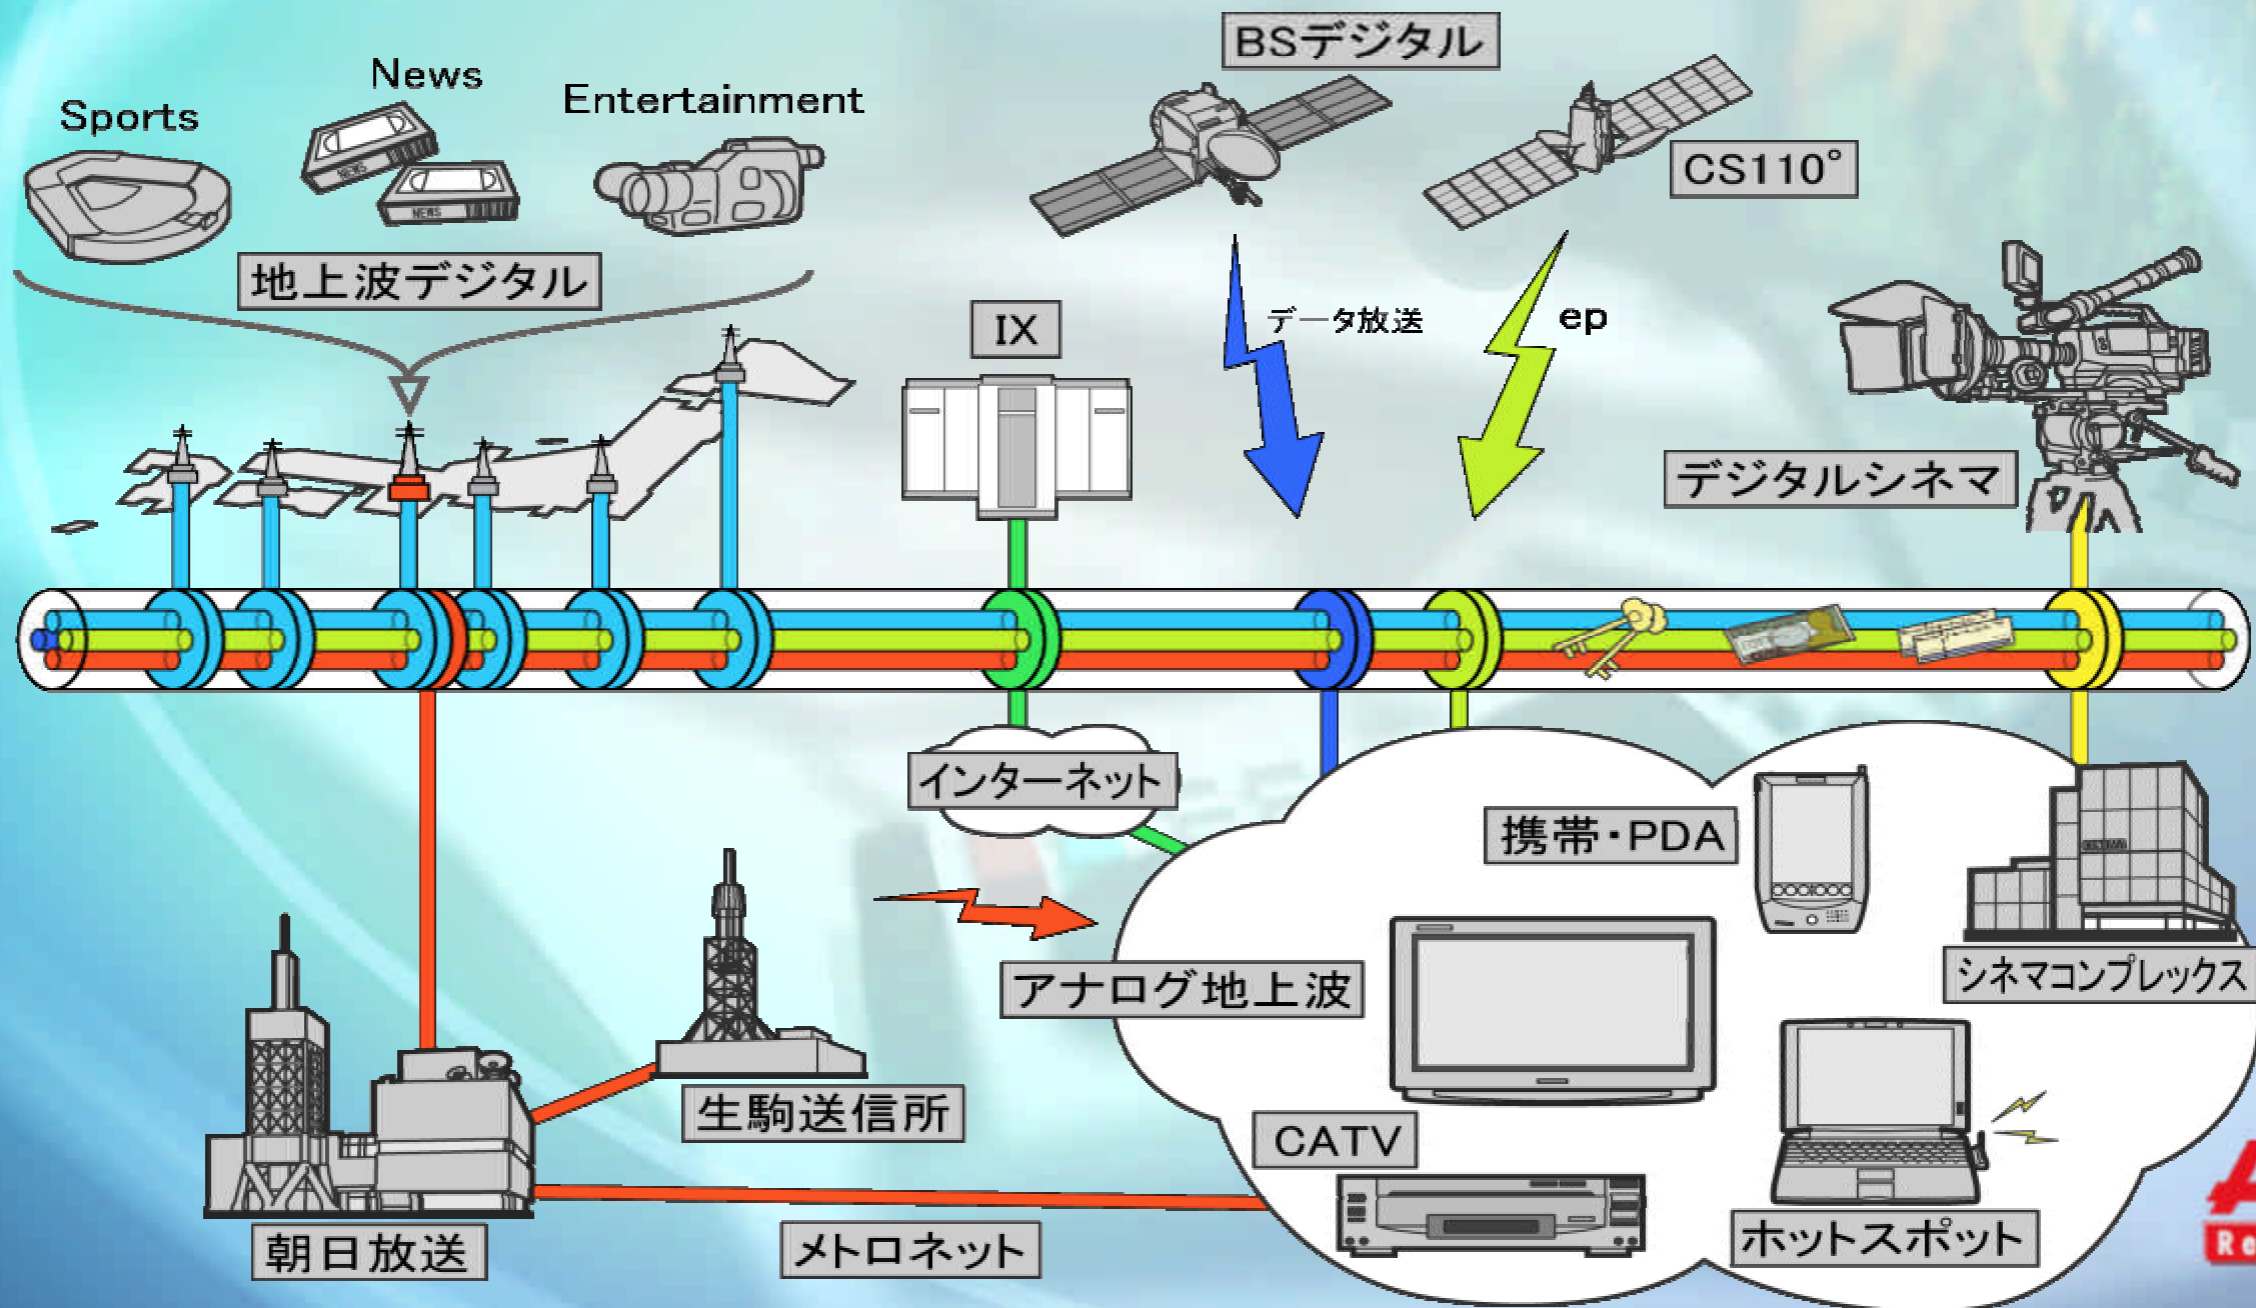 BSデジタル
News
Sports
Entertainment
CS110°
NEWS
NEWS
地上波デジタル
IX
データ放送
ep
デジタルシネマ
インターネット
携帯・PDA
シネマコンプレックス
アナログ地上波
生駒送信所
CATV
ホットスポット
朝日放送
メトロネット
A
Re